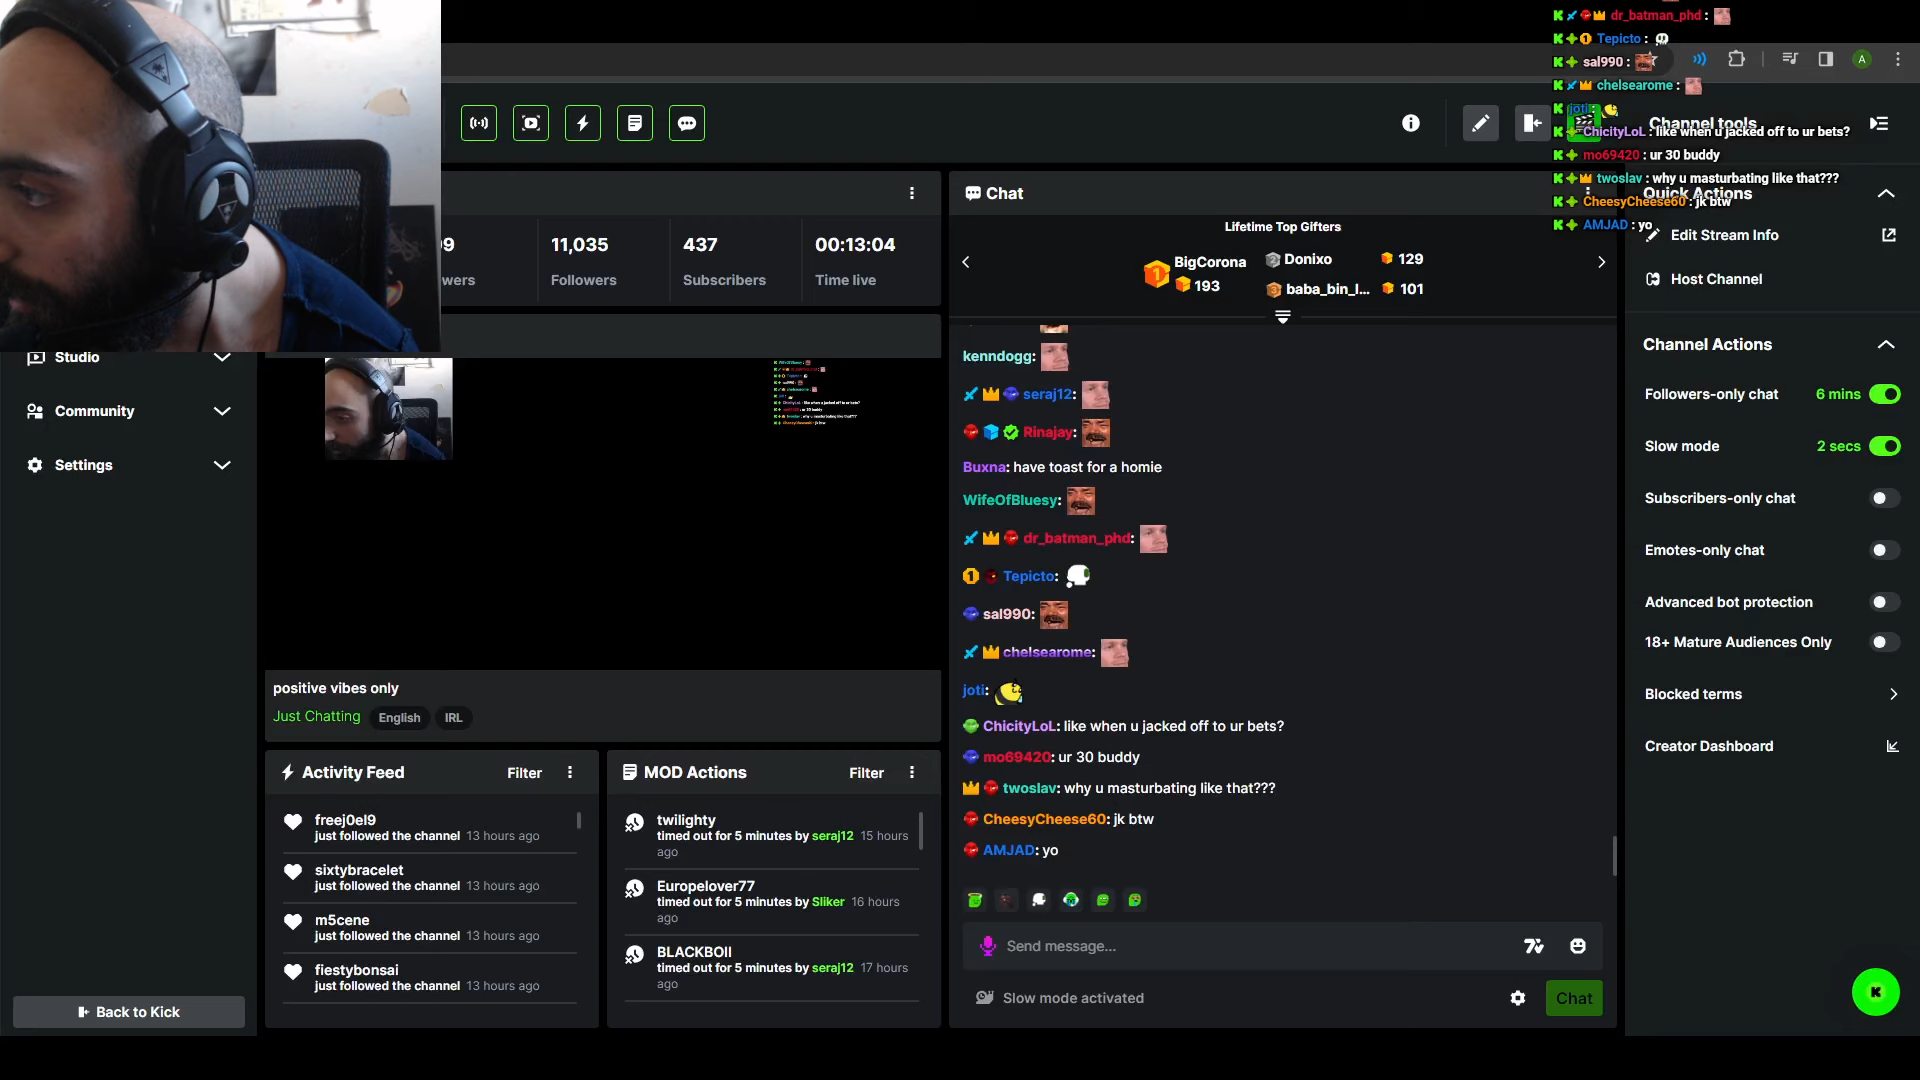 dr_batman_phd :
Tepicto :
sal990 :
chelsearome :
joti :
ChicityLoL : like when u jacked off to ur bets?
mo69420 : ur 30 buddy
twoslav : why u masturbating like that???
CheesyCheese60 : jk btw
AMJAD : yo
A
Channel tools
Chat
Quick Actions
Lifetime Top Gifters
Edit Stream Info
Host Channel
9
11,035
437
00:13:04
wers
Followers
Subscribers
Time live
1
BigCorona
193
Donixo
129
baba_bin_l...
101
Studio
Community
Settings
Back to Kick
positive vibes only
Just Chatting
English
IRL
Activity Feed
Filter
freej0el9
just followed the channel 13 hours ago
sixtybracelet
just followed the channel 13 hours ago
m5cene
just followed the channel 13 hours ago
fiestybonsai
just followed the channel 13 hours ago
MOD Actions
Filter
twilighty
timed out for 5 minutes by seraj12 15 hours
ago
Europelover77
timed out for 5 minutes by Sliker 16 hours
ago
BLACKBOII
timed out for 5 minutes by seraj12 17 hours
ago
kenndogg:
seraj12:
Rinajay:
Buxna: have toast for a homie
WifeOfBluesy:
dr_batman_phd:
Tepicto:
sal990:
chelsearome:
joti:
ChicityLoL: like when u jacked off to ur bets?
mo69420: ur 30 buddy
twoslav: why u masturbating like that???
CheesyCheese60: jk btw
AMJAD: yo
Send message...
Slow mode activated
Chat
Channel Actions
Followers-only chat 6 mins
Slow mode 2 secs
Subscribers-only chat
Emotes-only chat
Advanced bot protection
18+ Mature Audiences Only
Blocked terms
Creator Dashboard
K